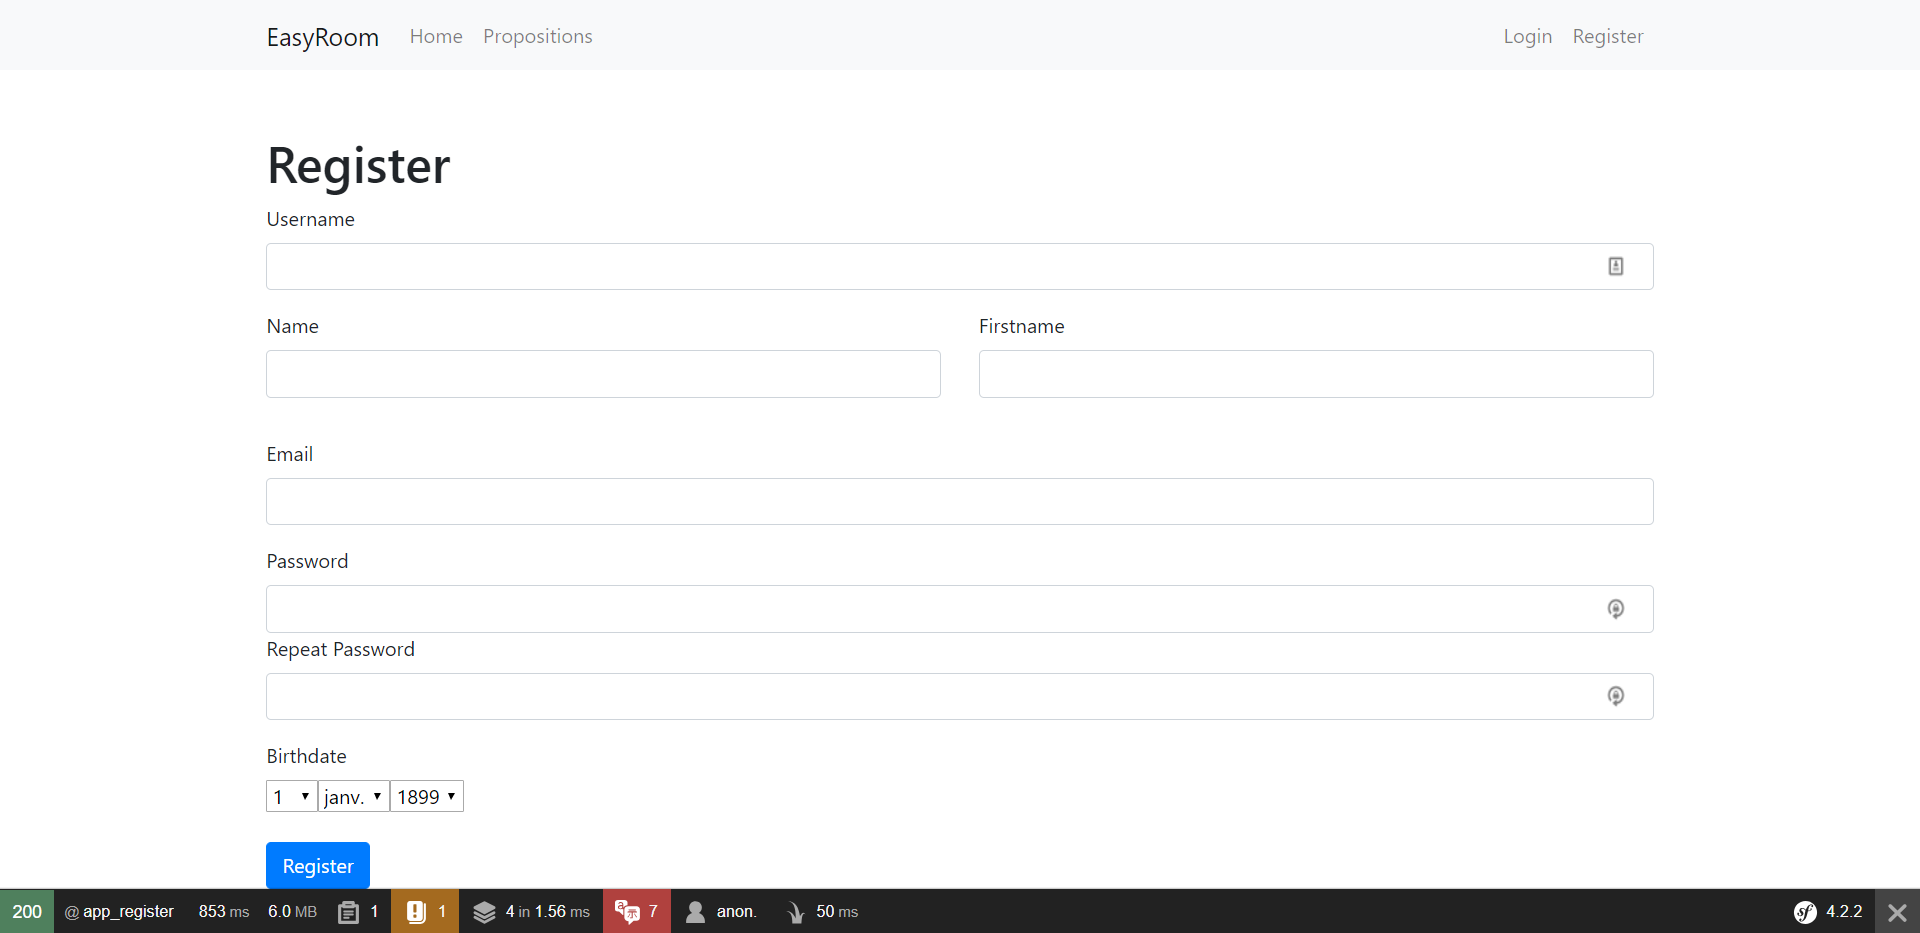 EasyRoom Home Propositions Login Register
Register
Username
Name Firstname
Email
Password
Repeat Password
Birthdate
1 janv. 1899
Register
200 @ app_register 853 ms 6.0 MB 1 1 4 in 1.56 ms 7 anon. 50 ms 4.2.2